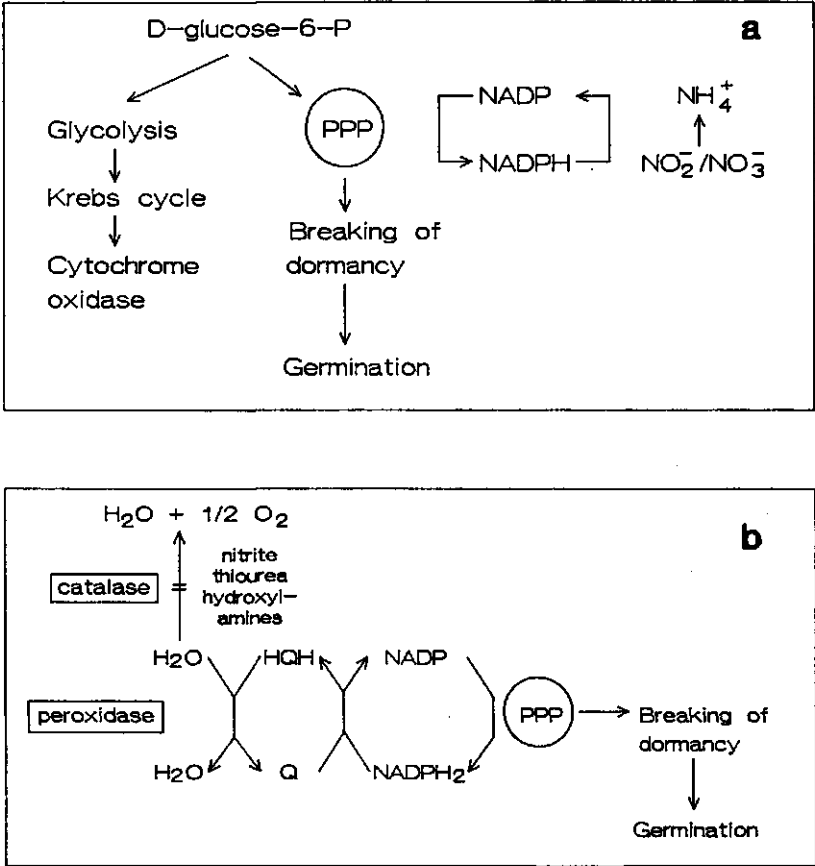 D-glucose-6-P
a
Glycolysis
PPP
NADP
NH4+
Krebs cycle
NADPH
NO2-/NO3-
Cytochrome
oxidase
Breaking of
dormancy
Germination
b
H2O + 1/2 O2
catalase
nitrite
thiourea
hydroxyl-
amines
H2O HQH NADP
peroxidase
PPP
Breaking of
dormancy
H2O Q NADPH2
Germination